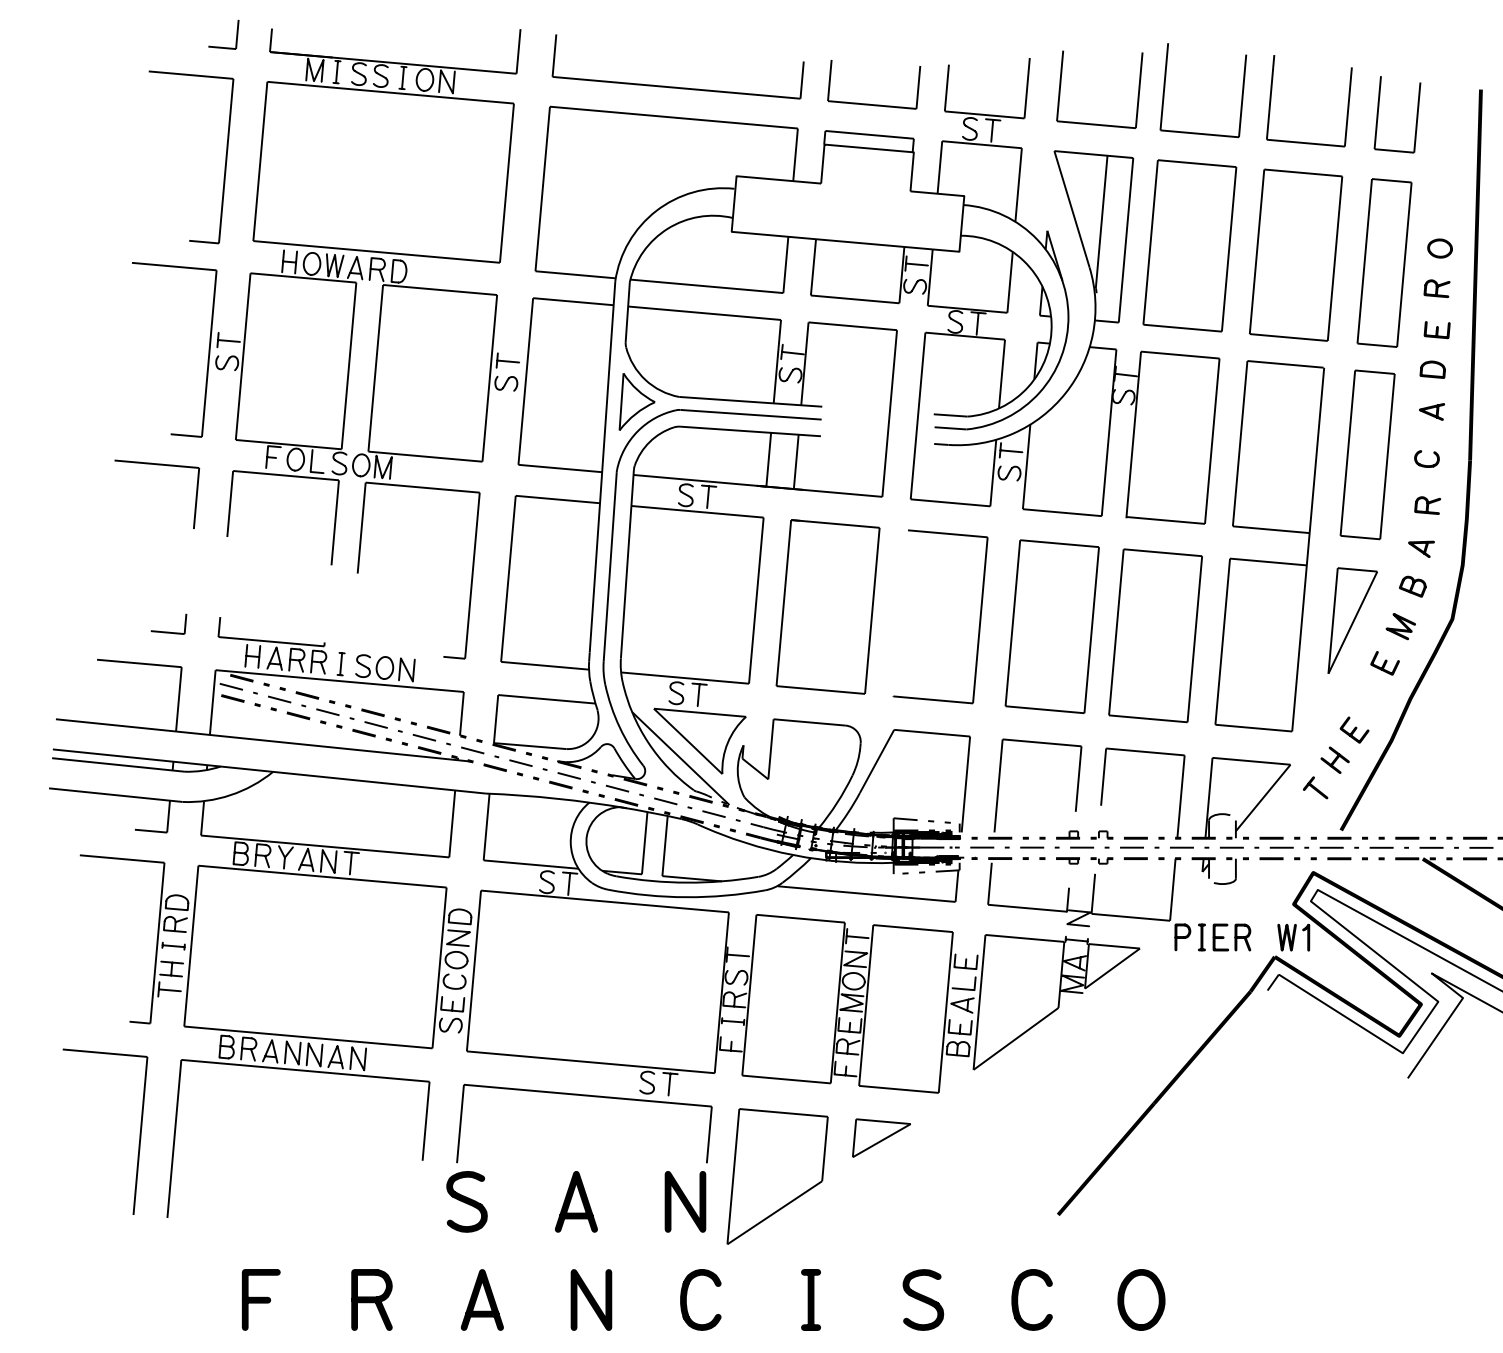 MISSION ST
HOWARD ST
FOLSOM ST
HARRISON ST
BRYANT ST
BRANNAN ST
THIRD ST
SECOND ST
FIRST ST
FREMONT ST
BEALE ST
MAIN ST
THE EMBARCADERO
PIER W1
SAN
FRANCISCO